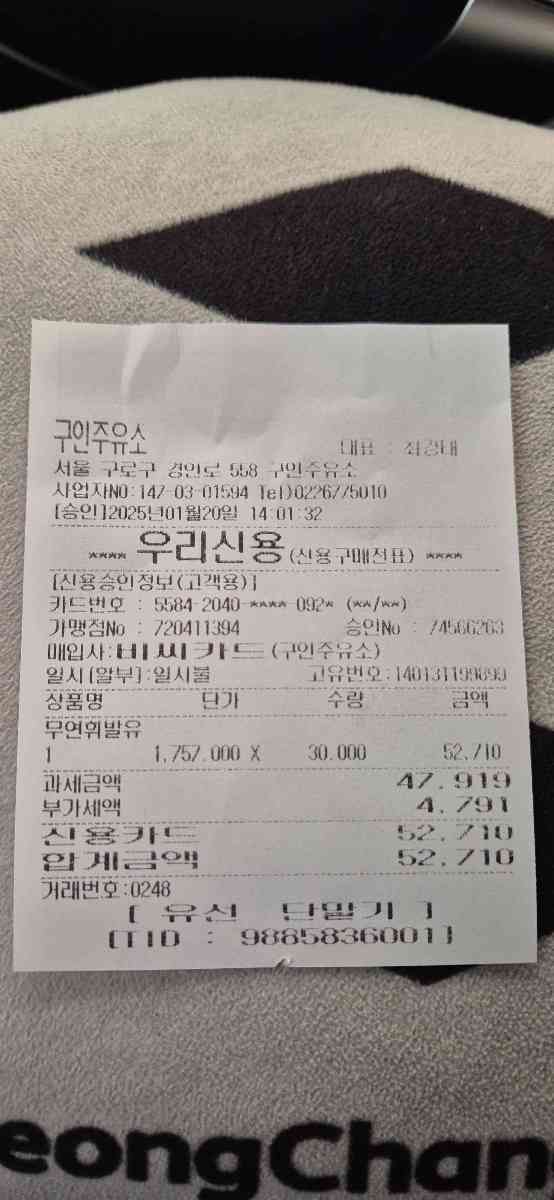 구인주유소
대표 : 최강태
서울 구로구 경인로 558 구인주유소
사업자NO:147-03-01594 Tel)0226775010
[승인]2025년01월20일 14:01:32
**** 우리신용(신용구매전표) ****
[신용승인정보(고객용)]
카드번호 : 5584-2040-****-092* (**/**)
가맹점No : 720411394 승인No : 74566263
매입사:비씨카드(구인주유소)
일시[할부]:일시불 고유번호:140131199899
상품명 단가 수량 금액
무연휘발유
1 1,757.000 X 30.000 52,710
과세금액 47,919
부가세액 4,791
신용카드 52,710
합계금액 52,710
거래번호:0248
[ 유선 단말기 ]
[TID : 9885836001]
eongChan